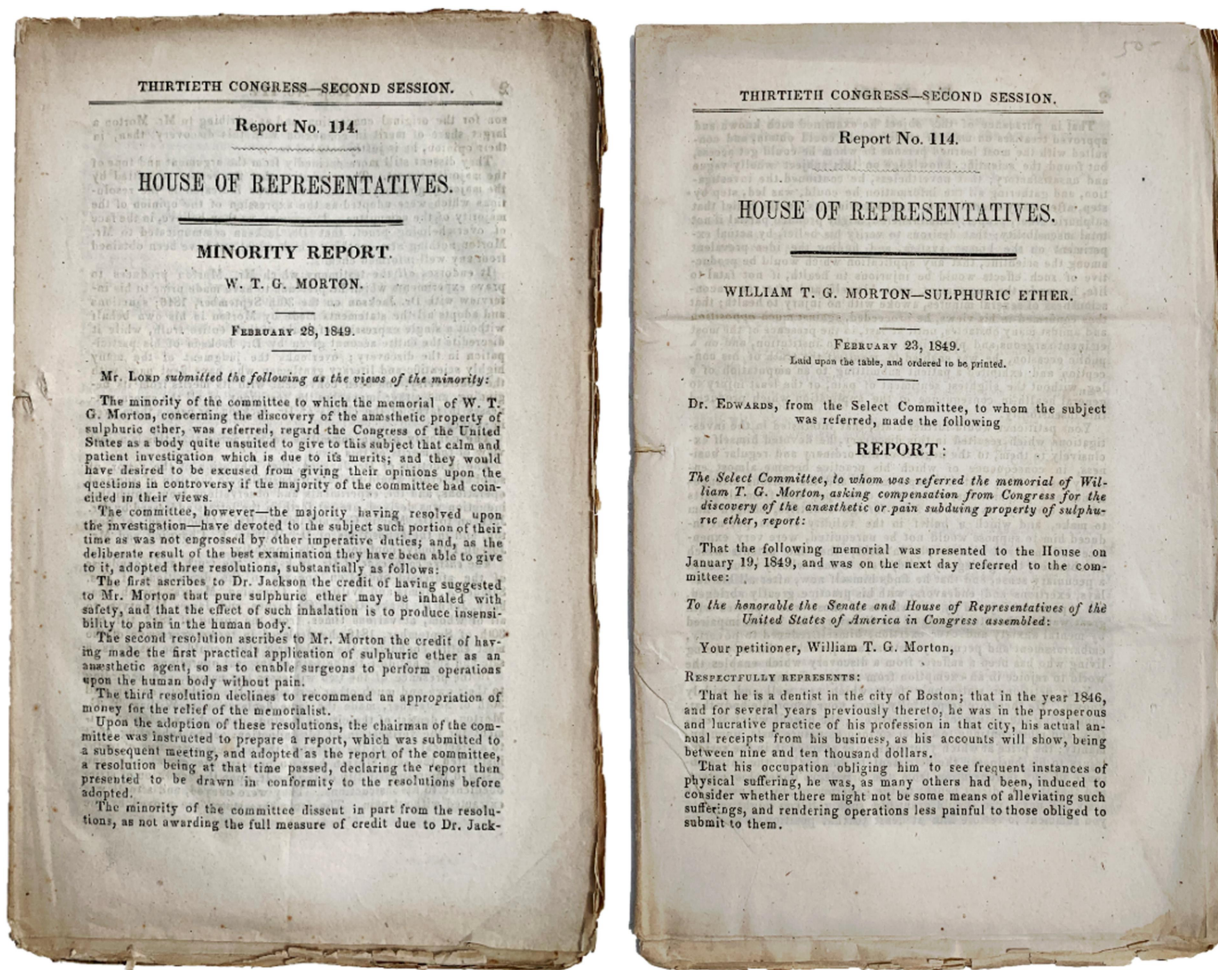 THIRTIETH CONGRESS—SECOND SESSION.
Report No. 114.
HOUSE OF REPRESENTATIVES.
MINORITY REPORT.
W. T. G. MORTON.
February 28, 1849.
Mr. Lord submitted the following as the views of the minority:
The minority of the committee to which the memorial of W. T.
G. Morton, concerning the discovery of the anæsthetic property of
sulphuric ether, was referred, regard the Congress of the United
States as a body quite unsuited to give to this subject that calm and
patient investigation which is due to it's merits; and they would
have desired to be excused from giving their opinions upon the
questions in controversy if the majority of the committee had coin-
cided in their views.
The committee, however—the majority having resolved upon
the investigation—have devoted to the subject such portion of their
time as was not engrossed by other imperative duties; and, as the
deliberate result of the best examination they have been able to give
to it, adopted three resolutions, substantially as follows:
The first ascribes to Dr. Jackson the credit of having suggested
to Mr. Morton that pure sulphuric ether may be inhaled with
safety, and that the effect of such inhalation is to produce insensi-
bility to pain in the human body.
The second resolution ascribes to Mr. Morton the credit of hav-
ing made the first practical application of sulphuric ether as an
anæsthetic agent, so as to enable surgeons to perform operations
upon the human body without pain.
The third resolution declines to recommend an appropriation of
money for the relief of the memorialist.
Upon the adoption of these resolutions, the chairman of the com-
mittee was instructed to prepare a report, which was submitted to
a subsequent meeting, and adopted as the report of the committee,
a resolution being at that time passed, declaring the report then
presented to be drawn in conformity to the resolutions before
adopted.
The minority of the committee dissent in part from the resolu-
tions, as not awarding the full measure of credit due to Dr. Jack-
50-
THIRTIETH CONGRESS—SECOND SESSION.
Report No. 114.
HOUSE OF REPRESENTATIVES.
WILLIAM T. G. MORTON—SULPHURIC ETHER.
February 23, 1849.
Laid upon the table, and ordered to be printed.
Dr. Edwards, from the Select Committee, to whom the subject
was referred, made the following
REPORT:
The Select Committee, to whom was referred the memorial of Wil-
liam T. G. Morton, asking compensation from Congress for the
discovery of the anæsthetic or pain subduing property of sulphu-
ric ether, report:
That the following memorial was presented to the House on
January 19, 1849, and was on the next day referred to the com-
mittee:
To the honorable the Senate and House of Representatives of the
United States of America in Congress assembled:
Your petitioner, William T. G. Morton,
Respectfully represents:
That he is a dentist in the city of Boston; that in the year 1846,
and for several years previously thereto, he was in the prosperous
and lucrative practice of his profession in that city, his actual an-
nual receipts from his business, as his accounts will show, being
between nine and ten thousand dollars.
That his occupation obliging him to see frequent instances of
physical suffering, he was, as many others had been, induced to
consider whether there might not be some means of alleviating such
sufferings, and rendering operations less painful to those obliged to
submit to them.